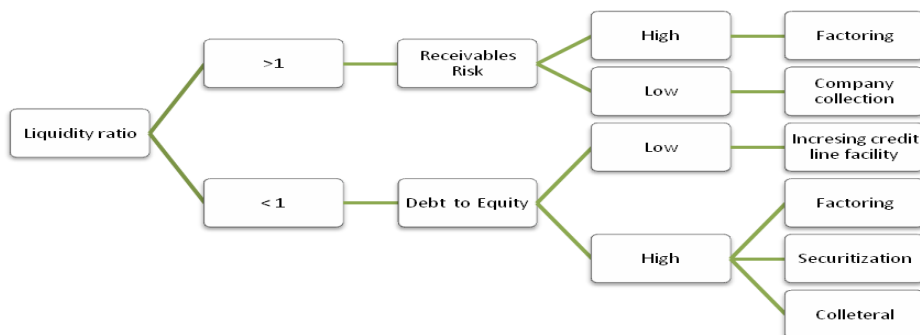 Liquidity ratio
>1
Receivables
Risk
High
Factoring
Low
Company
collection
< 1
Debt to Equity
Low
Incresing credit
line facility
High
Factoring
Securitization
Colleteral